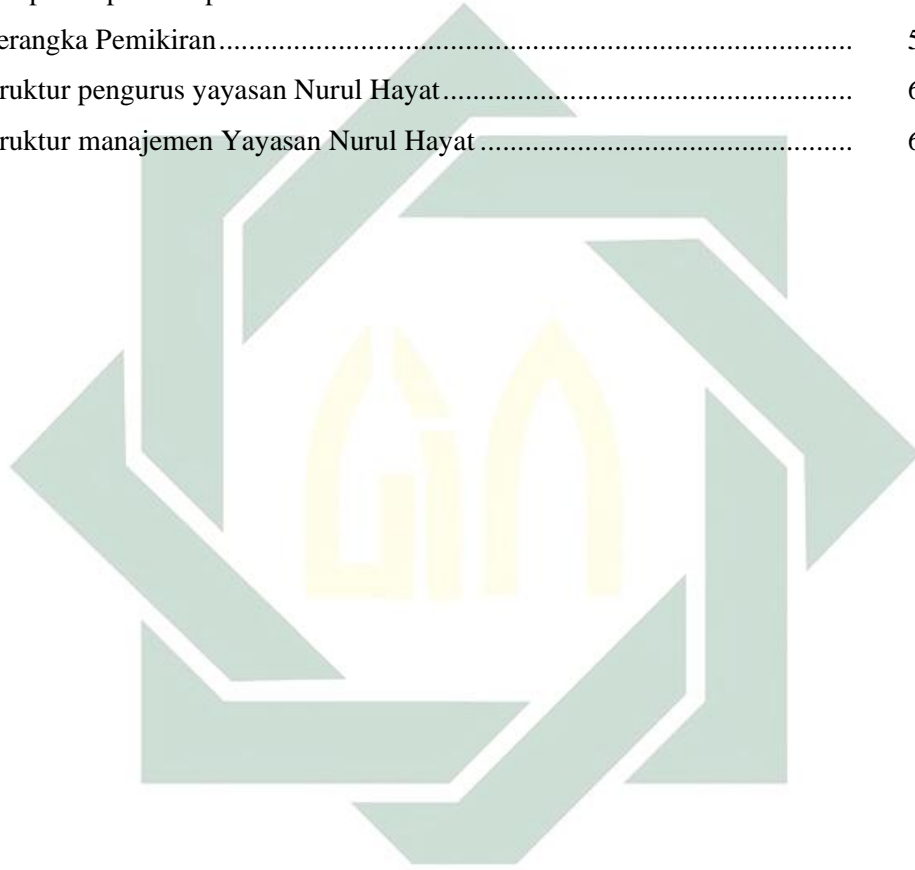 erangka Pemikiran........................................................................................ 5
ruktur pengurus yayasan Nurul Hayat......................................................... 6
ruktur manajemen Yayasan Nurul Hayat.................................................... 6